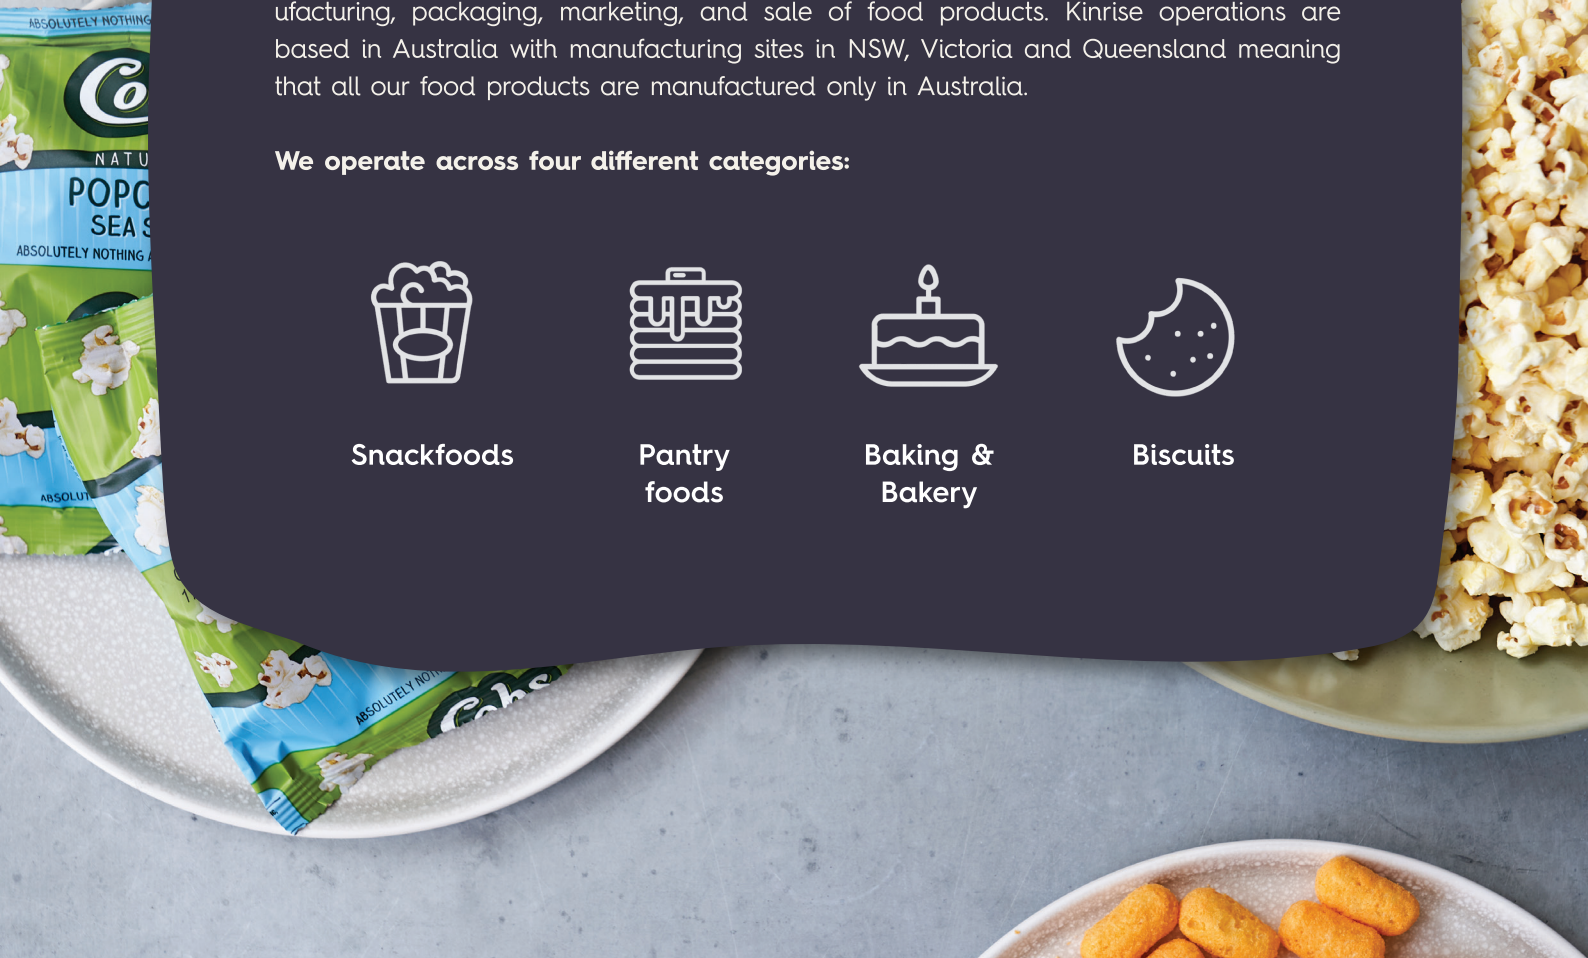 ufacturing, packaging, marketing, and sale of food products. Kinrise operations are
based in Australia with manufacturing sites in NSW, Victoria and Queensland meaning
that all our food products are manufactured only in Australia.
We operate across four different categories:
Snackfoods
Pantry
foods
Baking &
Bakery
Biscuits
ABSOLUTELY NOTHING
Co
NATU
POPC
SEA S
ABSOLUTELY NOTHING A
ABSOLUT
ABSOLUTELY NOT
Cobs